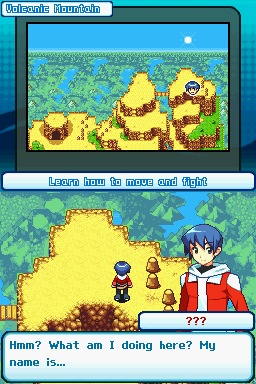 Volcanic Mountain
Learn how to move and fight
???
Hmm? What am I doing here? My
name is...